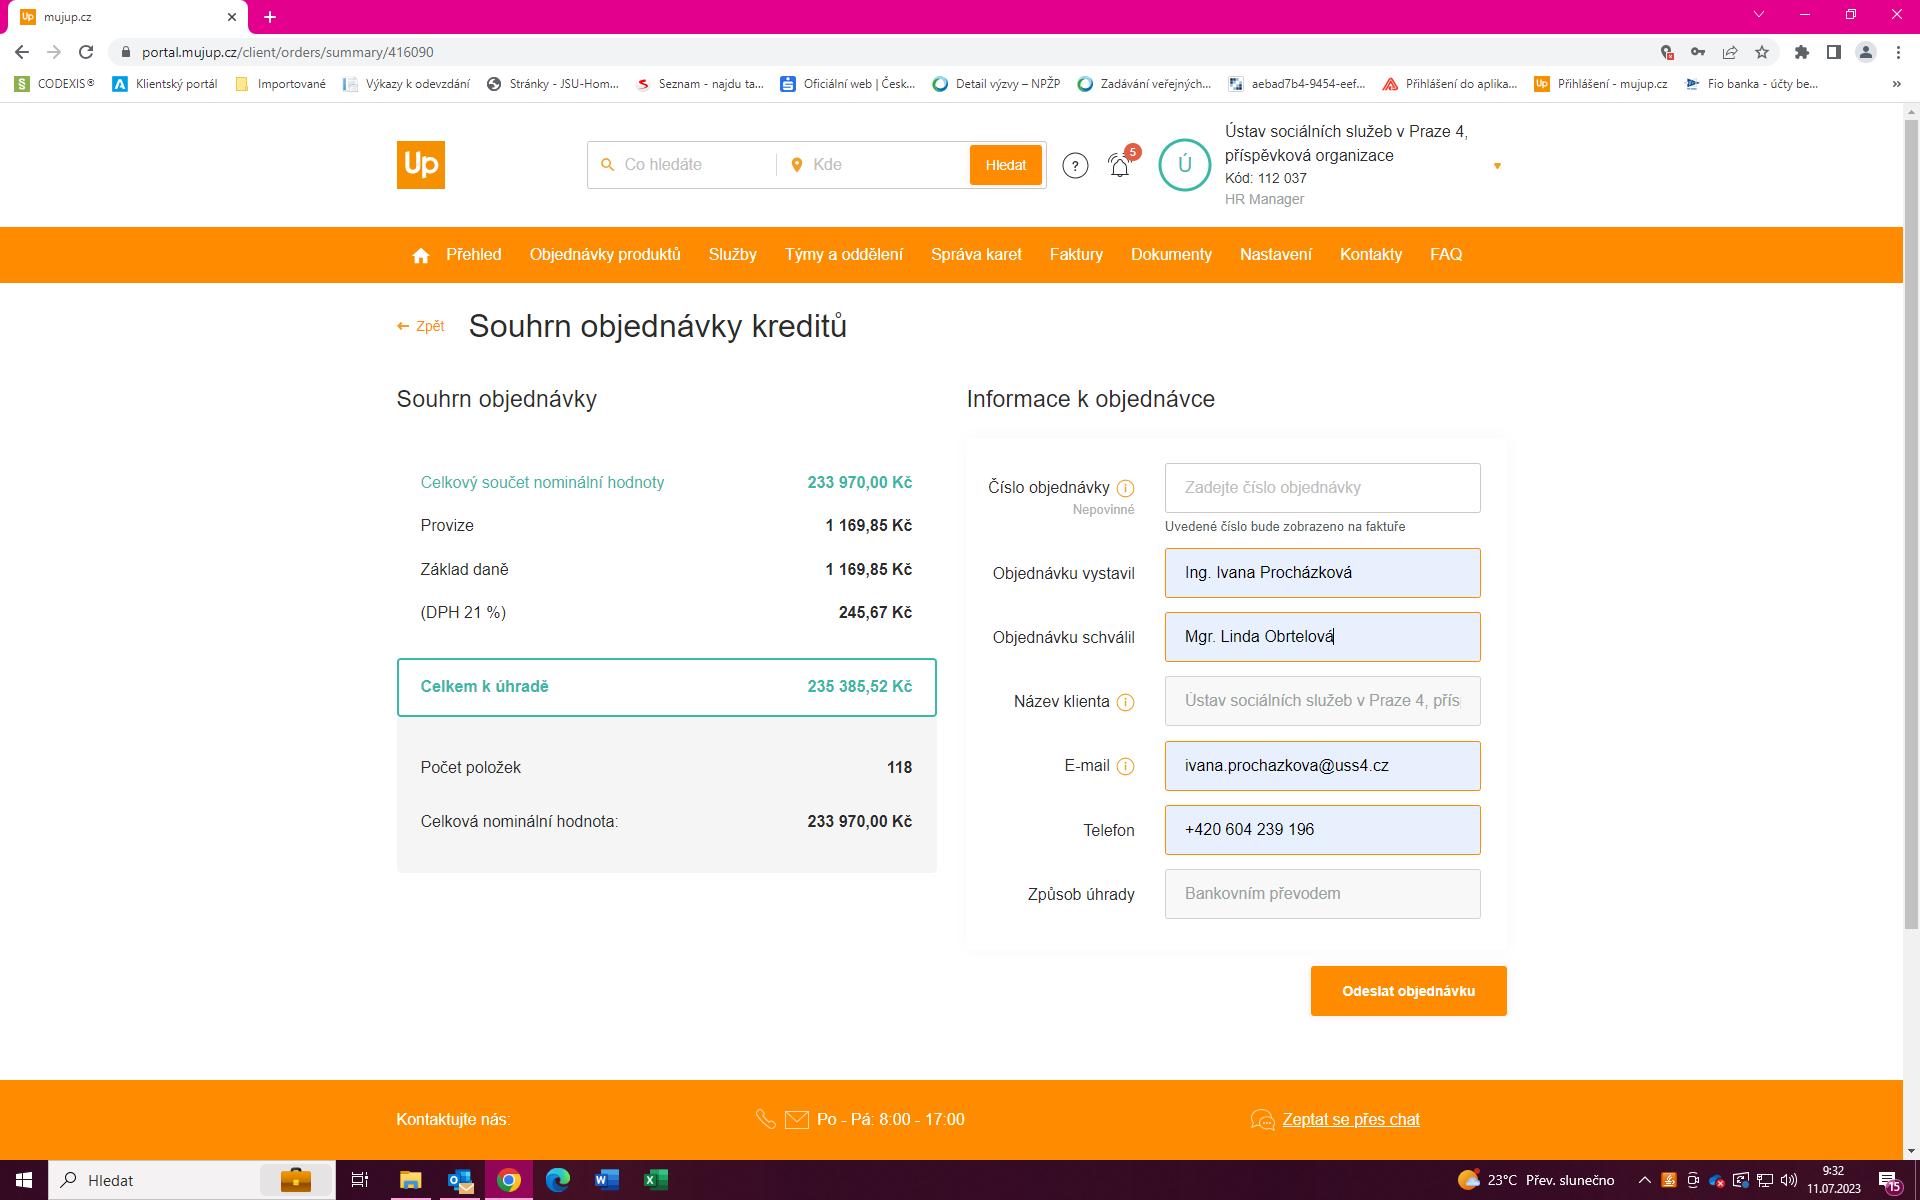 Up mujup.cz
portal.mujup.cz/client/orders/summary/416090
S CODEXIS® Klientský portál Importované Výkazy k odevzdání Stránky - JSU-Hom... Seznam - najdu ta... Oficiální web | Česk... Detail výzvy – NPŽP Zadávání veřejných... aebad7b4-9454-eef... Přihlášení do aplika... Up Přihlášení - mujup.cz Fio banka - účty be... »
Up
Co hledáte
Kde
Hledat
?
5
Ú
Ústav sociálních služeb v Praze 4,
příspěvková organizace
Kód: 112 037
HR Manager
Přehled Objednávky produktů Služby Týmy a oddělení Správa karet Faktury Dokumenty Nastavení Kontakty FAQ
Zpět Souhrn objednávky kreditů
Souhrn objednávky
Celkový součet nominální hodnoty 233 970,00 Kč
Provize 1 169,85 Kč
Základ daně 1 169,85 Kč
(DPH 21 %) 245,67 Kč
Celkem k úhradě 235 385,52 Kč
Počet položek 118
Celková nominální hodnota: 233 970,00 Kč
Informace k objednávce
Číslo objednávky Zadejte číslo objednávky
Nepovinné
Uvedené číslo bude zobrazeno na faktuře
Objednávku vystavil Ing. Ivana Procházková
Objednávku schválil Mgr. Linda Obrtelová
Název klienta Ústav sociálních služeb v Praze 4, přís
E-mail ivana.prochazkova@uss4.cz
Telefon +420 604 239 196
Způsob úhrady Bankovním převodem
Odeslat objednávku
Kontaktujte nás: Po - Pá: 8:00 - 17:00 Zeptat se přes chat
Hledat
23°C Přev. slunečno
9:32
11.07.2023
15